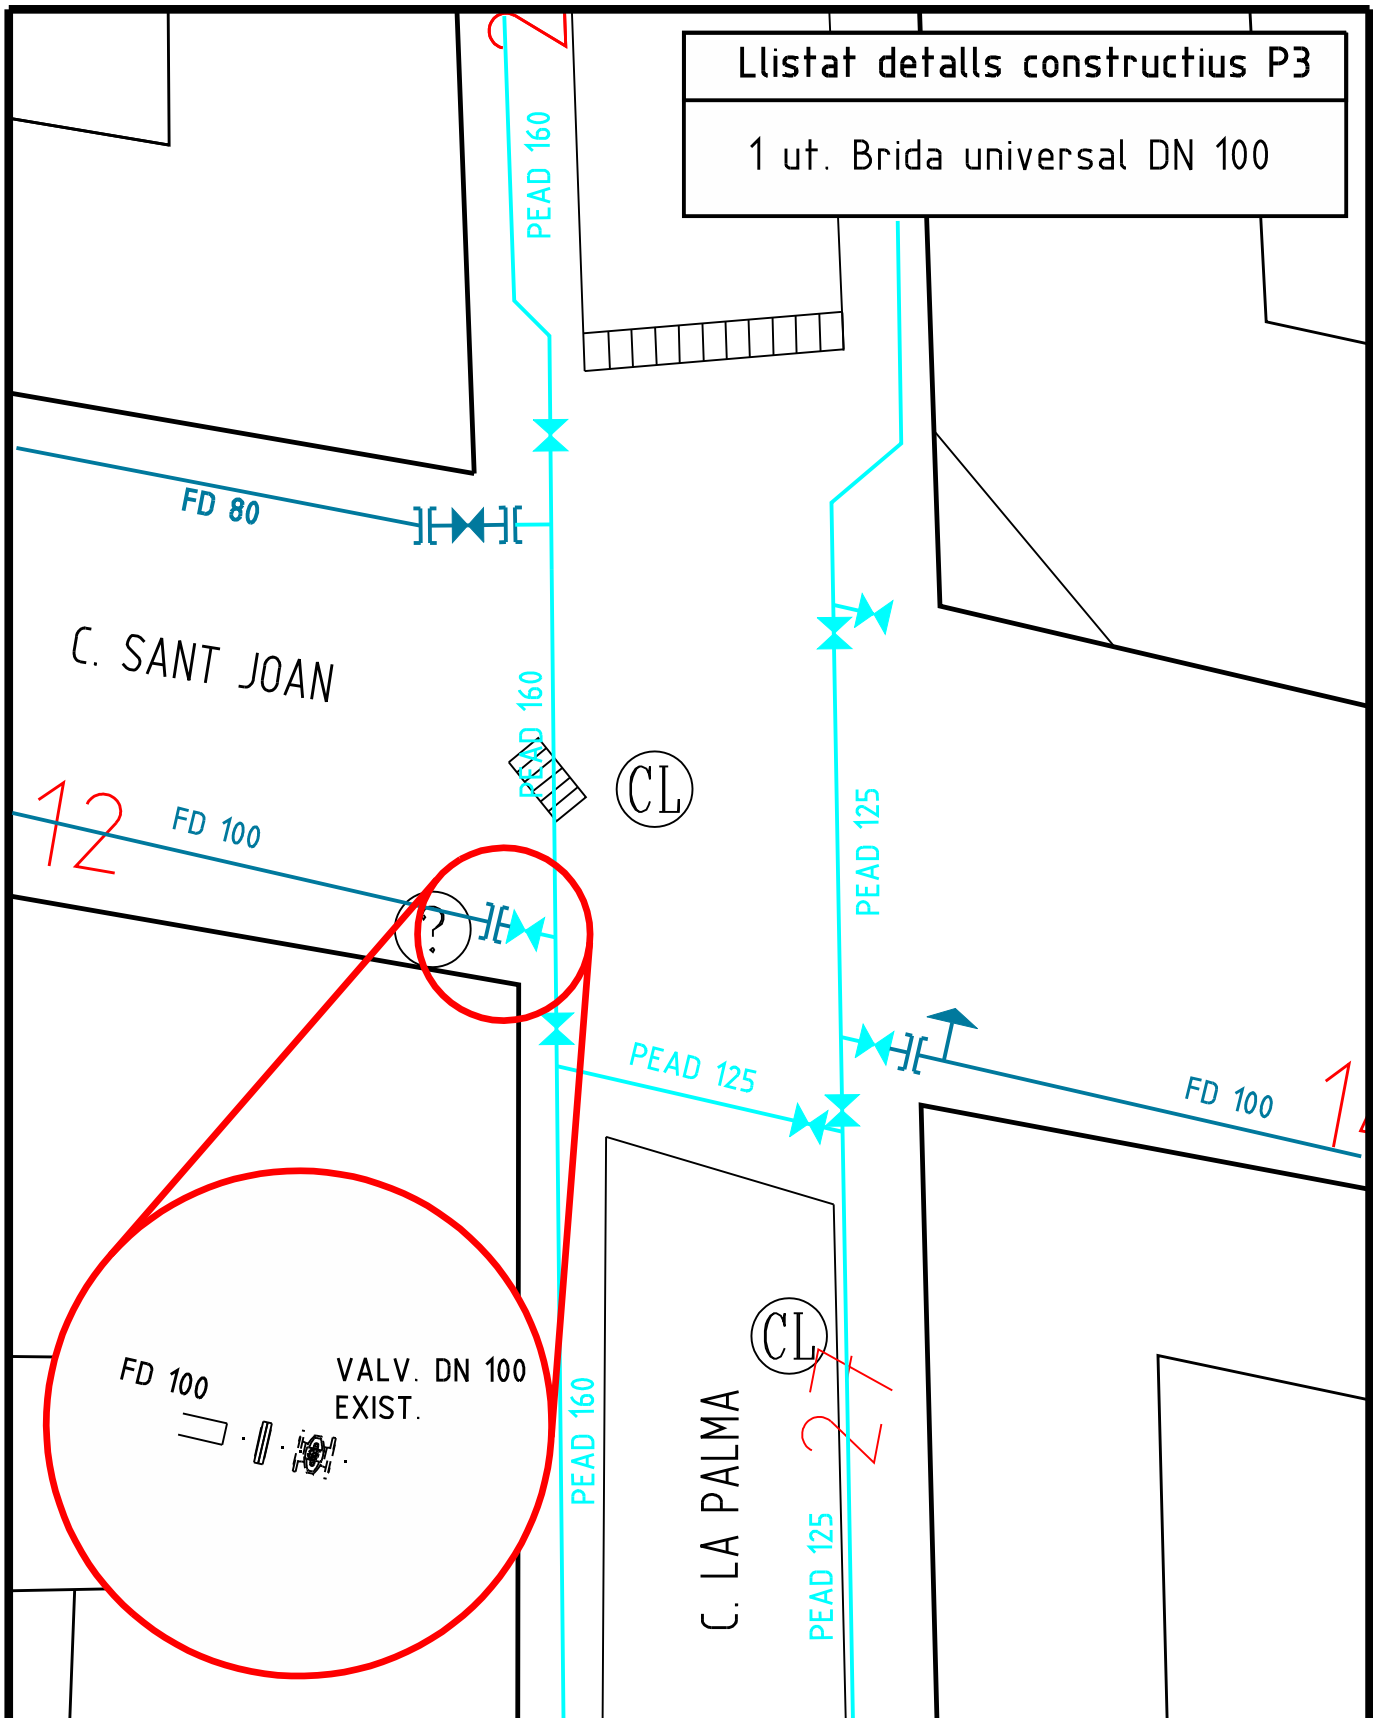 2
Llistat detalls constructius P3
1 ut. Brida universal DN 100
PEAD 160
FD 80
C. SANT JOAN
PEAD 160
CL
PEAD 125
12
FD 100
?
PEAD 125
FD 100
1
CL
27
FD 100
VALV. DN 100
EXIST.
PEAD 160
C. LA PALMA
PEAD 125